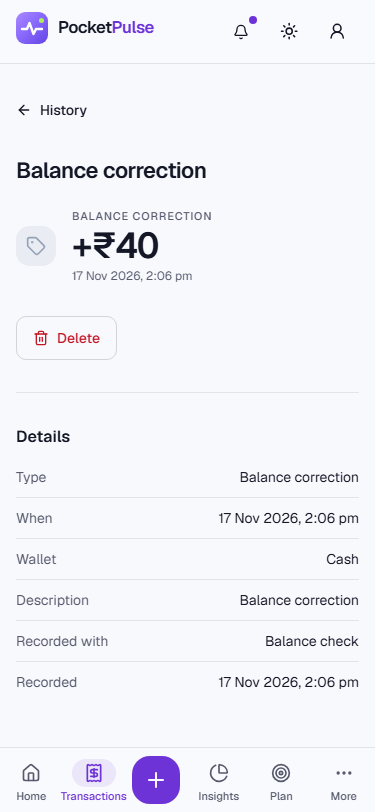 PocketPulse
History
Balance correction
BALANCE CORRECTION
+₹40
17 Nov 2026, 2:06 pm
Delete
Details
Type Balance correction
When 17 Nov 2026, 2:06 pm
Wallet Cash
Description Balance correction
Recorded with Balance check
Recorded 17 Nov 2026, 2:06 pm
Home Transactions Insights Plan More